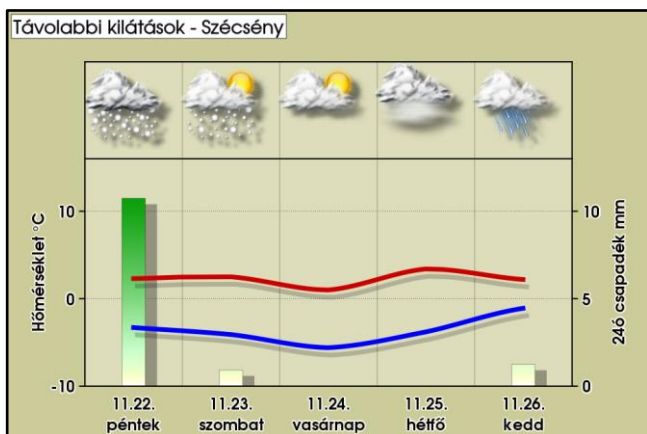 Távolabbi kilátások - Szécsény
Hőmérséklet °C
10
0
-10
10
5
0
24ó csapadék mm
11.22.
péntek
11.23.
szombat
11.24.
vasárnap
11.25.
hétfő
11.26.
kedd